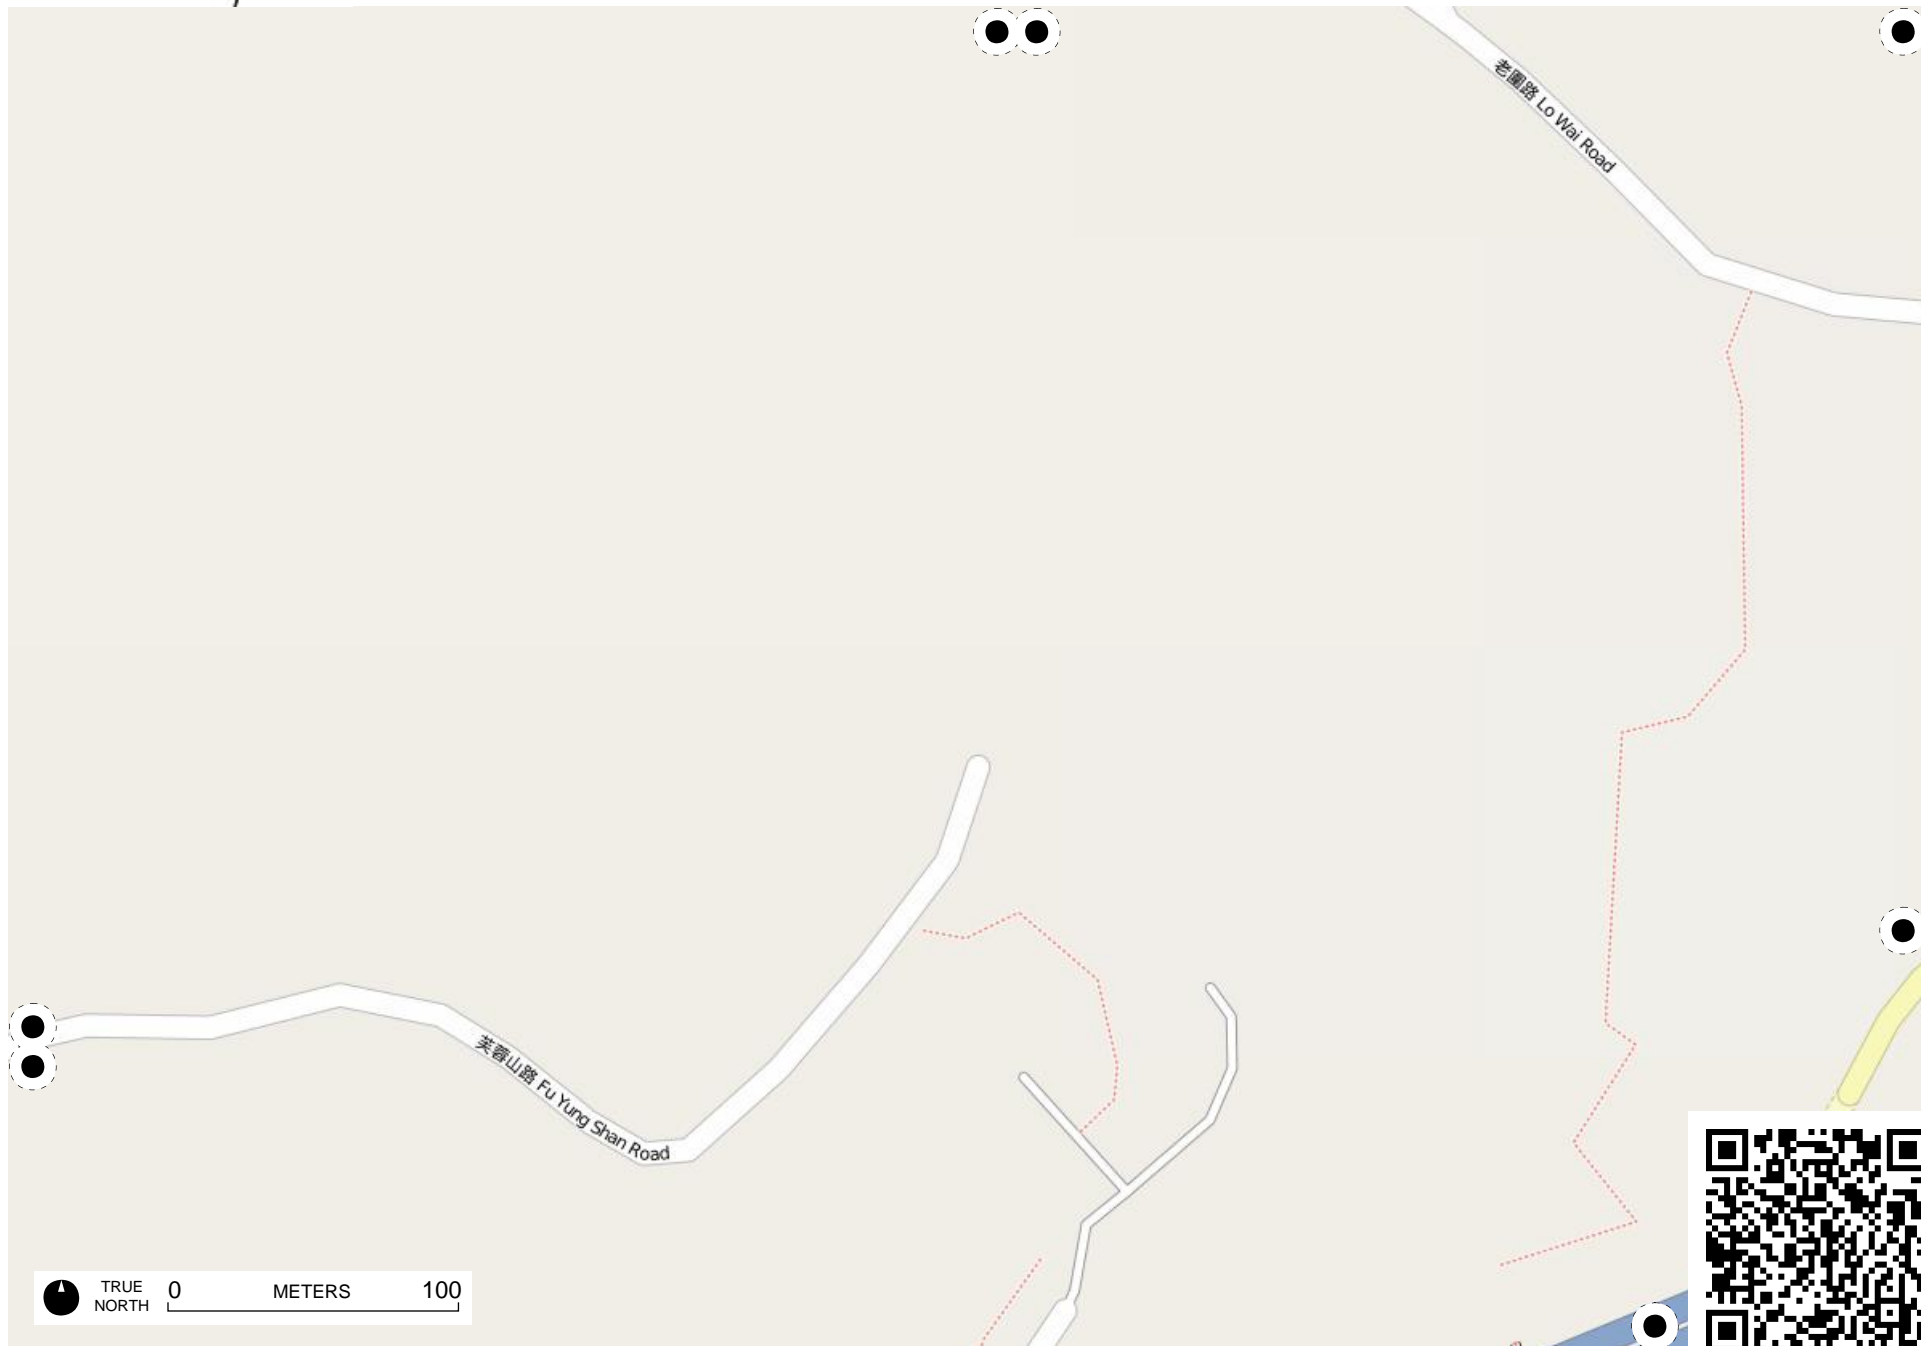 老圍路 Lo Wai Road
芙蓉山路 Fu Yung Shan Road
TRUE NORTH
0 METERS 100